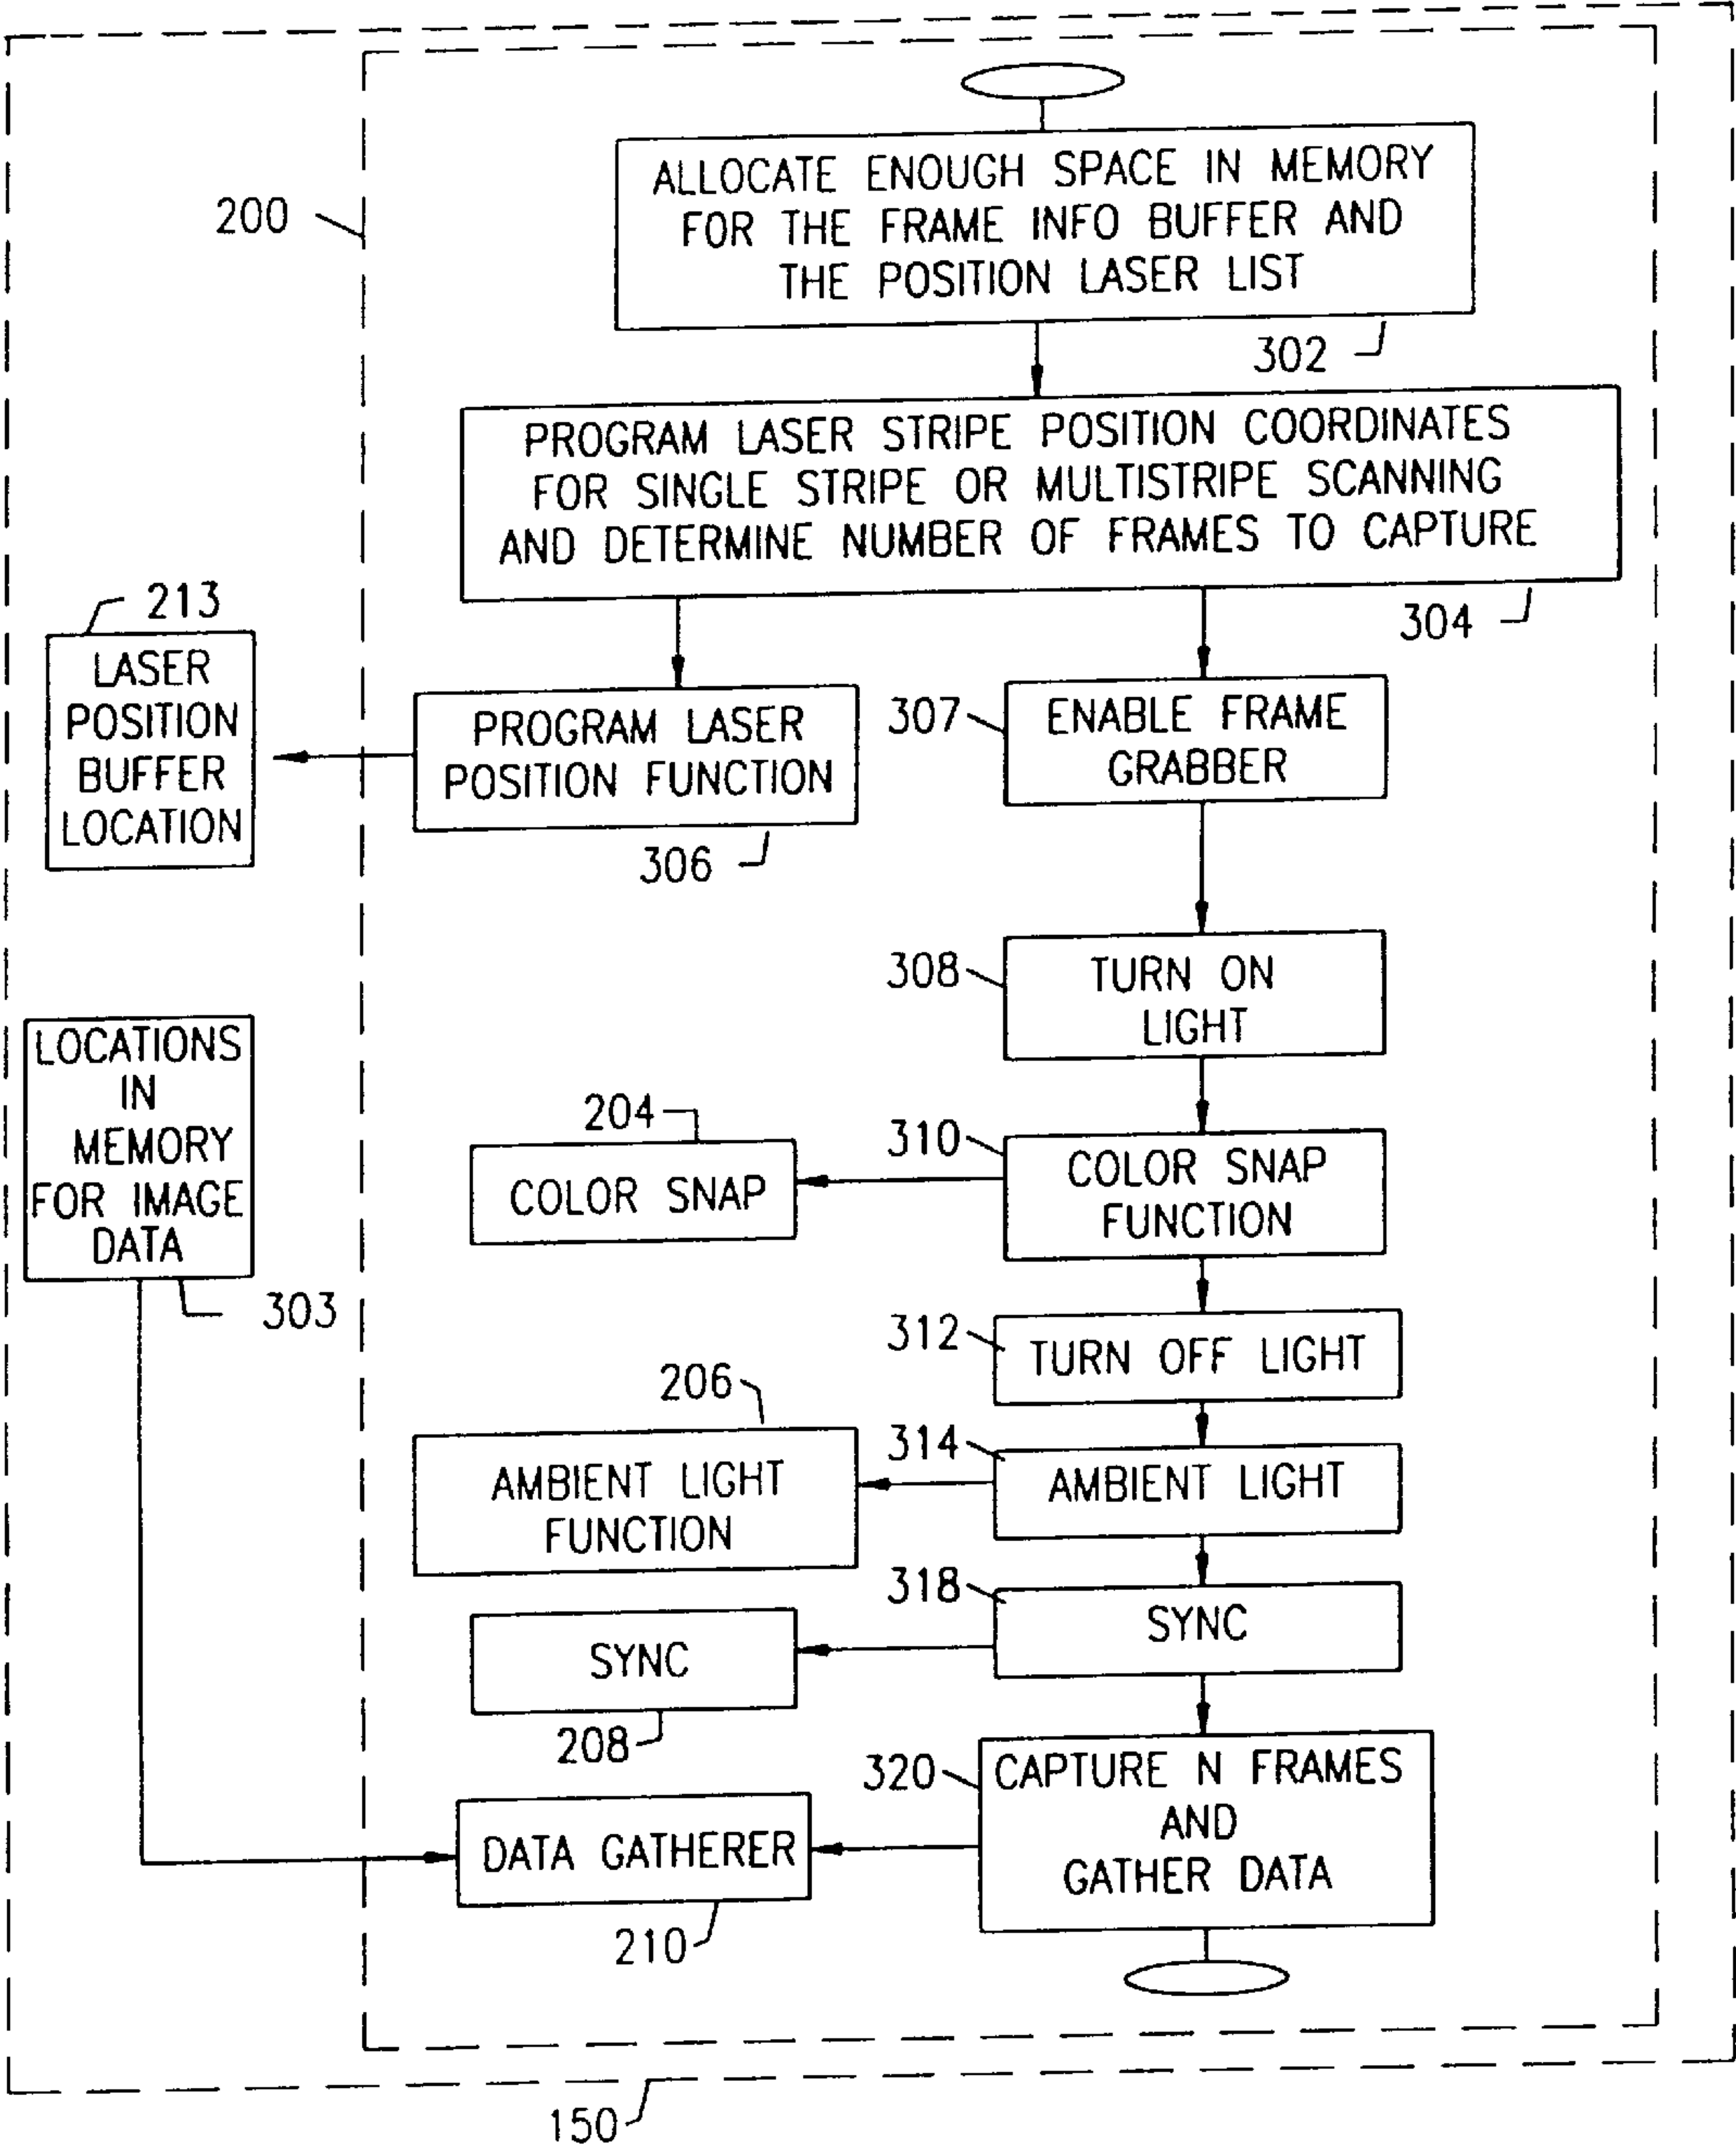 200
ALLOCATE ENOUGH SPACE IN MEMORY
FOR THE FRAME INFO BUFFER AND
THE POSITION LASER LIST
302
PROGRAM LASER STRIPE POSITION COORDINATES
FOR SINGLE STRIPE OR MULTISTRIPE SCANNING
AND DETERMINE NUMBER OF FRAMES TO CAPTURE
304
213
LASER
POSITION
BUFFER
LOCATION
PROGRAM LASER
POSITION FUNCTION
306
307
ENABLE FRAME
GRABBER
308
TURN ON
LIGHT
LOCATIONS
IN
MEMORY
FOR IMAGE
DATA
303
204
COLOR SNAP
310
COLOR SNAP
FUNCTION
312
TURN OFF LIGHT
206
AMBIENT LIGHT
FUNCTION
314
AMBIENT LIGHT
318
SYNC
SYNC
208
320
CAPTURE N FRAMES
AND
GATHER DATA
DATA GATHERER
210
150